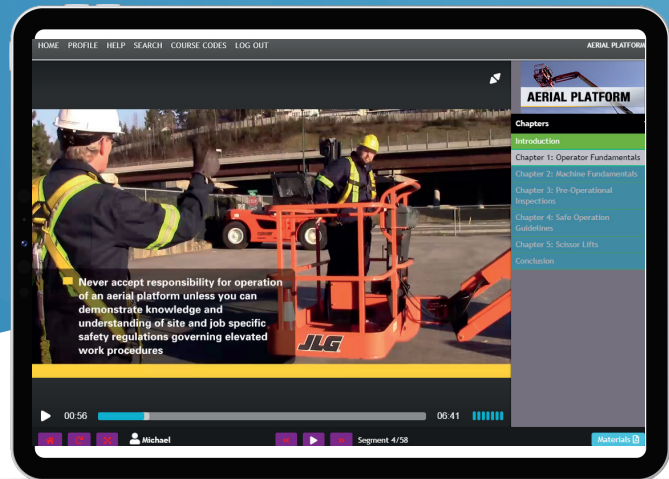 HOME PROFILE HELP SEARCH COURSE CODES LOG OUT
AERIAL PLATFORM
AERIAL PLATFORM
Chapters
Introduction
Chapter 1: Operator Fundamentals
Chapter 2: Machine Fundamentals
Chapter 3: Pre-Operational
Inspections
Chapter 4: Safe Operation
Guidelines
Chapter 5: Scissor Lifts
Conclusion
Never accept responsibility for operation
of an aerial platform unless you can
demonstrate knowledge and
understanding of site and job specific
safety regulations governing elevated
work procedures
JLG
00:56
06:41
Michael
Segment 4/58
Materials